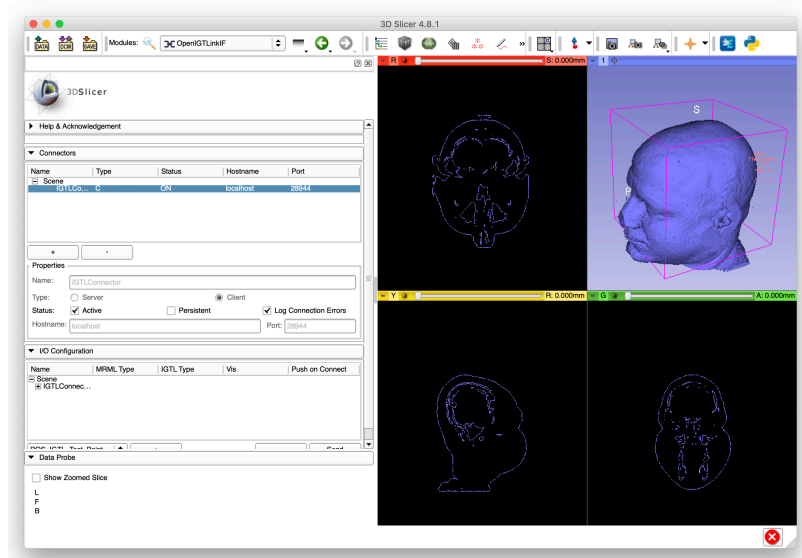 3D Slicer 4.8.1
DATA DCM SAVE Modules: OpenIGTLinkIF »
3DSlicer
Help & Acknowledgement
Connectors
Name Type Status Hostname Port
Scene
IGTLCo... C ON localhost 28944
+ -
Properties
Name: IGTLConnector
Type: Server Client
Status: Active Persistent Log Connection Errors
Hostname: localhost Port: 28944
I/O Configuration
Name MRML Type IGTL Type Vis Push on Connect
Scene
IGTLConnec...
Data Probe
Show Zoomed Slice
L
F
B
R S: 0.000mm
1
S
P
Y R: 0.000mm
G A: 0.000mm